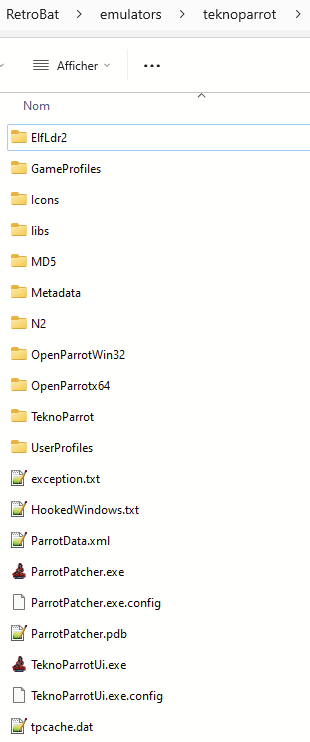 RetroBat > emulators > teknoparrot >
Afficher
Nom
ElfLdr2
GameProfiles
Icons
libs
MD5
Metadata
N2
OpenParrotWin32
OpenParrotx64
TeknoParrot
UserProfiles
exception.txt
HookedWindows.txt
ParrotData.xml
ParrotPatcher.exe
ParrotPatcher.exe.config
ParrotPatcher.pdb
TeknoParrotUi.exe
TeknoParrotUi.exe.config
tpcache.dat